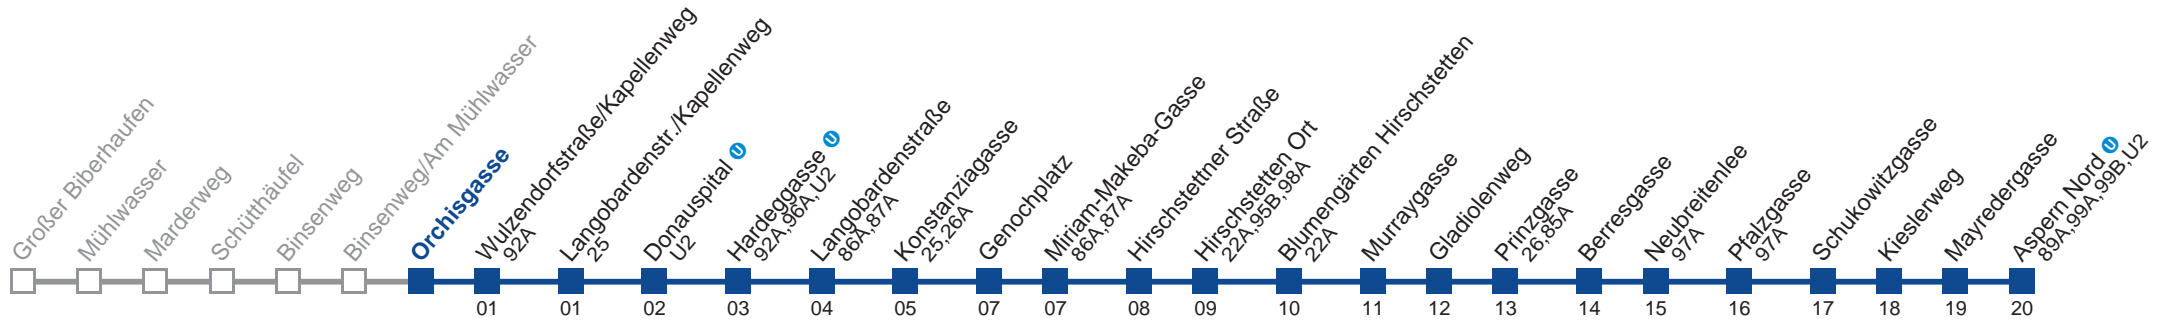 Großer Biberhaufen
Mühlwasser
Marderweg
Schütthäufel
Binsenweg
Binsenweg/Am Mühlwasser
Orchisgasse
Wulzendorfstraße/Kapellenweg
92A
Langobardenstr./Kapellenweg
25
Donauspital U
U2
Hardeggasse U
92A,96A,U2
Langobardenstraße
86A,87A
Konstanziagasse
25,26A
Genochplatz
Miriam-Makeba-Gasse
86A,87A
Hirschstettner Straße
Hirschstetten Ort
22A,95B,98A
Blumengärten Hirschstetten
22A
Murraygasse
Gladiolenweg
Prinzgasse
26,85A
Berresgasse
Neubreitenlee
97A
Pfalzgasse
97A
Schukowitzgasse
Kieslerweg
Mayredergasse
Aspern Nord U
89A,99A,99B,U2
01 01 02 03 04 05 07 07 08 09 10 11 12 13 14 15 16 17 18 19 20